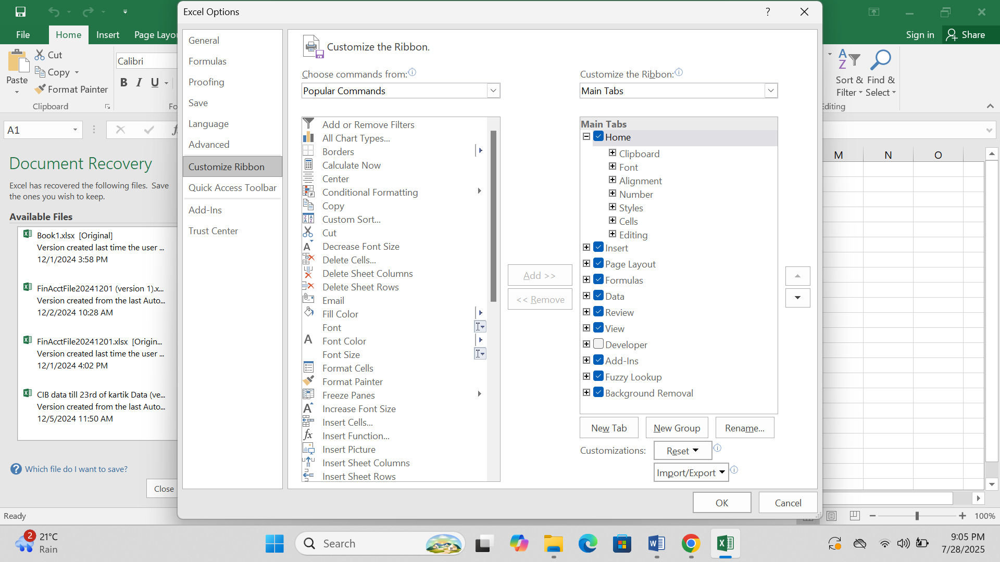 Excel Options
?
File
Home
Insert
Page Layou
Sign in
Share
Paste
Cut
Copy
Format Painter
Clipboard
Calibri
B I U
Fo
Sort & Filter
Find & Select
Editing
A1
M N O
General
Formulas
Proofing
Save
Language
Advanced
Customize Ribbon
Quick Access Toolbar
Add-Ins
Trust Center
Customize the Ribbon.
Choose commands from:
Popular Commands
Add or Remove Filters
All Chart Types...
Borders
Calculate Now
Center
Conditional Formatting
Copy
Custom Sort...
Cut
Decrease Font Size
Delete Cells...
Delete Sheet Columns
Delete Sheet Rows
Email
Fill Color
Font
Font Color
Font Size
Format Cells
Format Painter
Freeze Panes
Increase Font Size
Insert Cells...
Insert Function...
Insert Picture
Insert Sheet Columns
Insert Sheet Rows
Add >>
<< Remove
Customize the Ribbon:
Main Tabs
Main Tabs
Home
Clipboard
Font
Alignment
Number
Styles
Cells
Editing
Insert
Page Layout
Formulas
Data
Review
View
Developer
Add-Ins
Fuzzy Lookup
Background Removal
New Tab
New Group
Rename...
Customizations:
Reset
Import/Export
OK
Cancel
Document Recovery
Excel has recovered the following files. Save
the ones you wish to keep.
Available Files
Book1.xlsx [Original]
Version created last time the user ...
12/1/2024 3:58 PM
FinAcctFile20241201 (version 1).x...
Version created from the last Auto...
12/2/2024 10:28 AM
FinAcctFile20241201.xlsx [Origin...
Version created last time the user ...
12/1/2024 4:02 PM
CIB data till 23rd of kartik Data (ve...
Version created from the last Auto...
12/5/2024 11:50 AM
Which file do I want to save?
Close
Ready
100%
2
21°C
Rain
Search
9:05 PM
7/28/2025